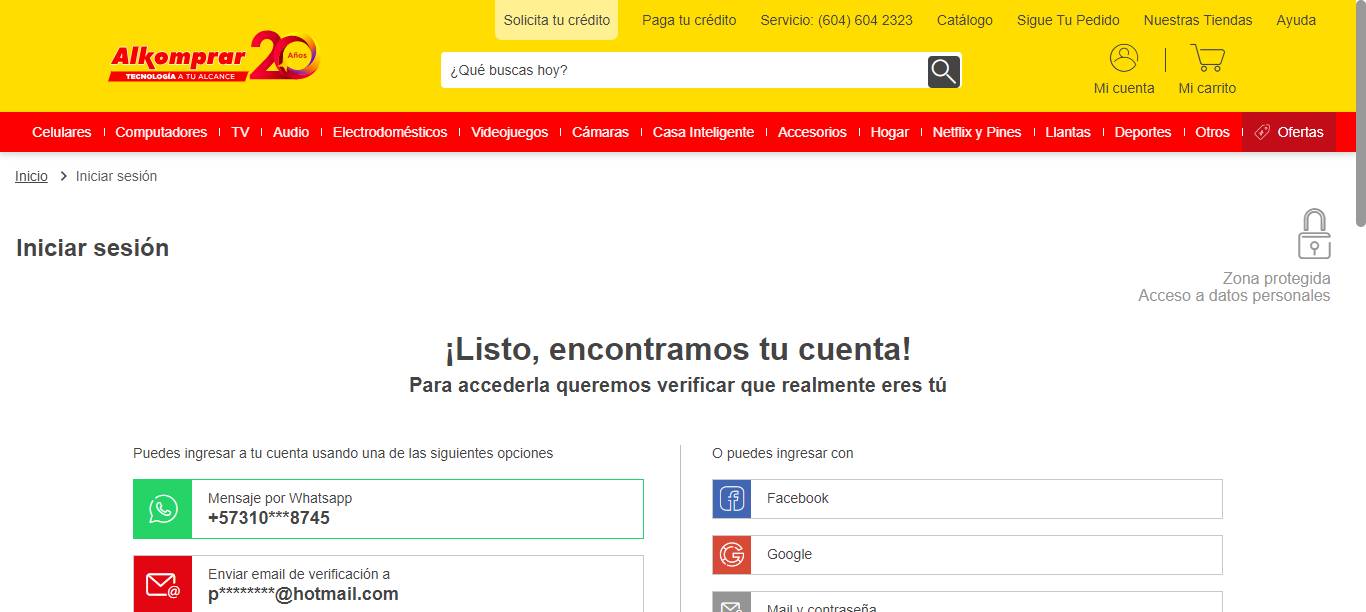 Solicita tu crédito Paga tu crédito Servicio: (604) 604 2323 Catálogo Sigue Tu Pedido Nuestras Tiendas Ayuda
Alkomprar 20 Años
TECNOLOGÍA A TU ALCANCE
¿Qué buscas hoy?
Mi cuenta Mi carrito
Celulares Computadores TV Audio Electrodomésticos Videojuegos Cámaras Casa Inteligente Accesorios Hogar Netflix y Pines Llantas Deportes Otros Ofertas
Inicio > Iniciar sesión
Iniciar sesión
Zona protegida
Acceso a datos personales
¡Listo, encontramos tu cuenta!
Para accederla queremos verificar que realmente eres tú
Puedes ingresar a tu cuenta usando una de las siguientes opciones
Mensaje por Whatsapp
+57310***8745
Enviar email de verificación a
p********@hotmail.com
O puedes ingresar con
Facebook
Google
Mail y contraseña